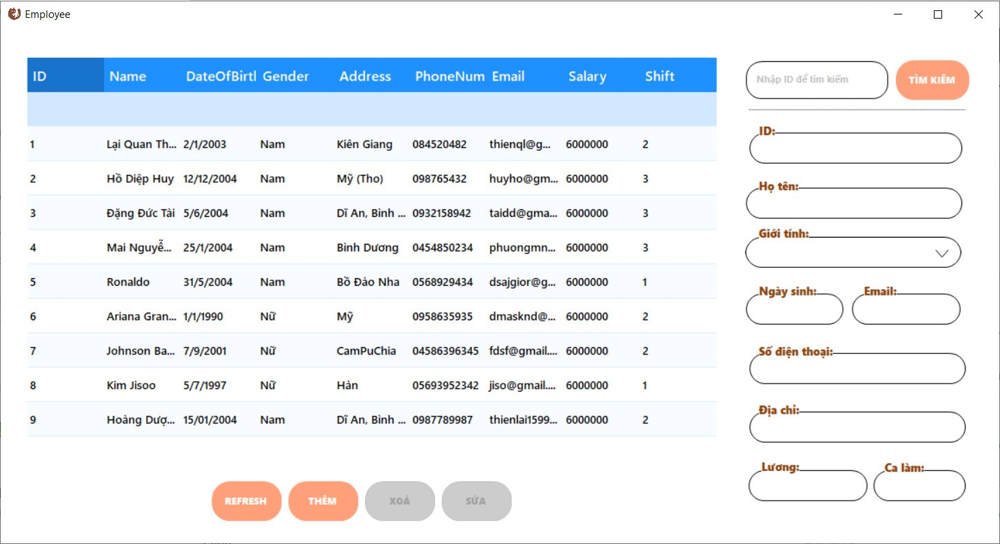 Employee
ID Name DateOfBirtl Gender Address PhoneNum Email Salary Shift
1 Lại Quan Th... 2/1/2003 Nam Kiên Giang 084520482 thienql@g... 6000000 2
2 Hồ Diệp Huy 12/12/2004 Nam Mỹ (Tho) 098765432 huyho@gm... 6000000 3
3 Đặng Đức Tài 5/6/2004 Nam Dĩ An, Bình ... 0932158942 taidd@gma... 6000000 3
4 Mai Nguyễ... 25/1/2004 Nam Bình Dương 0454850234 phuongmn... 6000000 3
5 Ronaldo 31/5/2004 Nam Bồ Đào Nha 0568929434 dsajgior@g... 6000000 1
6 Ariana Gran... 1/1/1990 Nữ Mỹ 0958635935 dmasknd@... 6000000 2
7 Johnson Ba... 7/9/2001 Nữ CamPuChia 04586396345 fdsf@gmail.... 6000000 2
8 Kim Jisoo 5/7/1997 Nữ Hàn 05693952342 jiso@gmail.... 6000000 1
9 Hoàng Dượ... 15/01/2004 Nam Dĩ An, Bình ... 0987789987 thienlai1599... 6000000 2
REFRESH THÊM XOÁ SỬA
Nhập ID để tìm kiếm TÌM KIẾM
ID:
Họ tên:
Giới tính:
Ngày sinh: Email:
Số điện thoại:
Địa chỉ:
Lương: Ca làm: